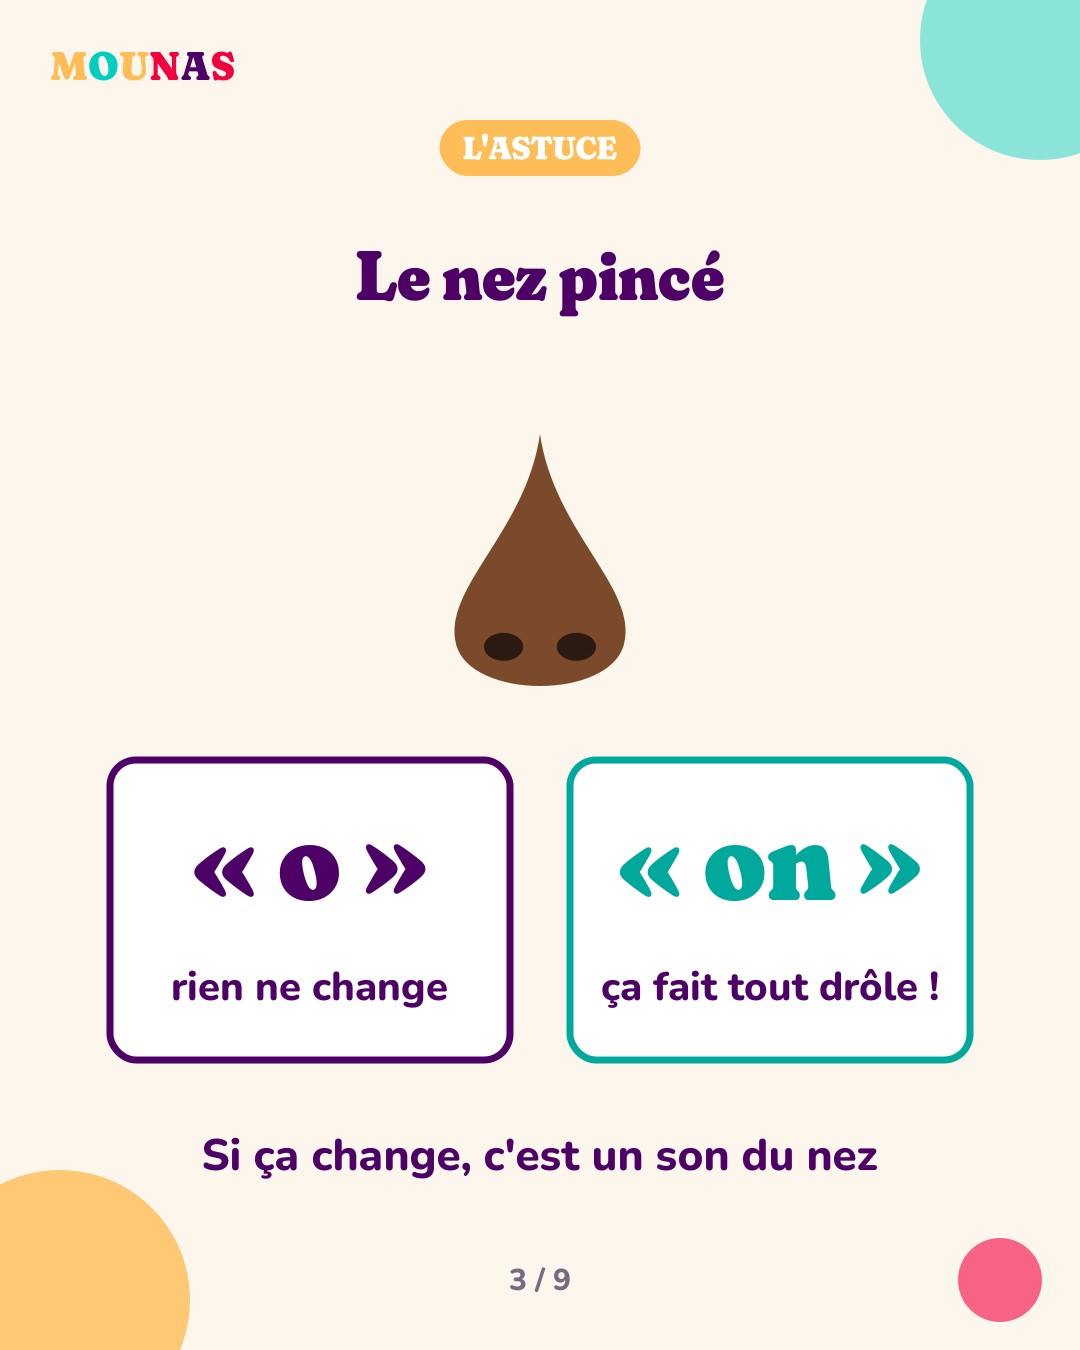 MOUNAS
L'ASTUCE
Le nez pincé
« o »
rien ne change
« on »
ça fait tout drôle !
Si ça change, c'est un son du nez
3 / 9